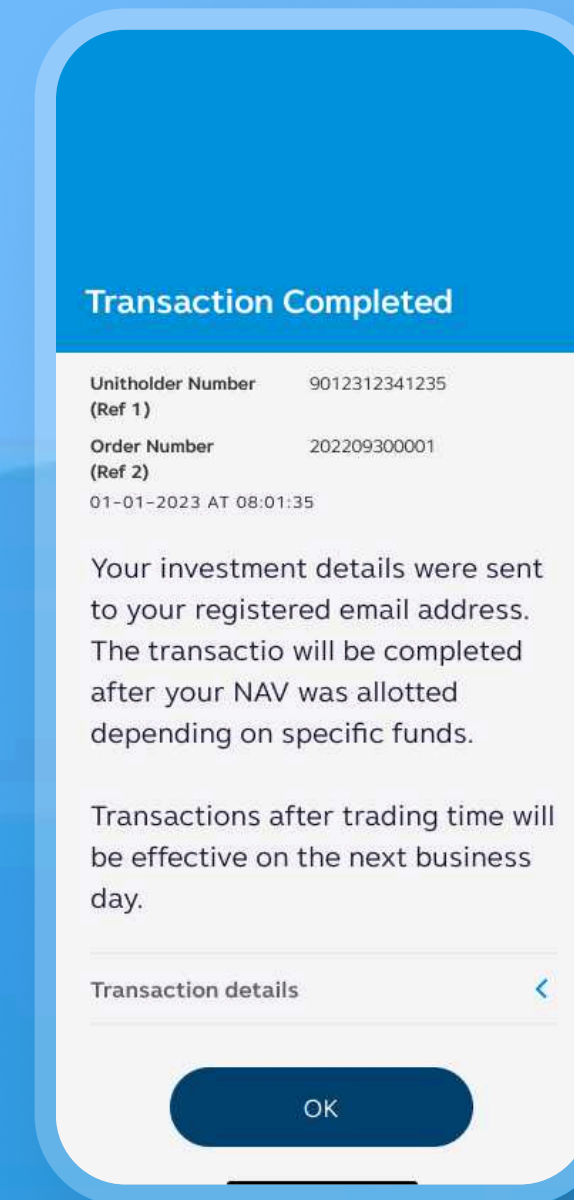 Transaction Completed
Unitholder Number 9012312341235
(Ref 1)
Order Number 202209300001
(Ref 2)
01-01-2023 AT 08:01:35
Your investment details were sent
to your registered email address.
The transactio will be completed
after your NAV was allotted
depending on specific funds.
Transactions after trading time will
be effective on the next business
day.
Transaction details
OK